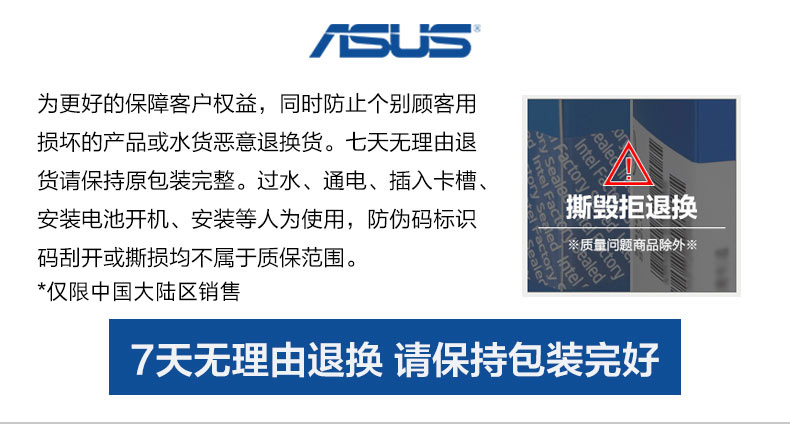 ASUS®
为更好的保障客户权益，同时防止个别顾客用
损坏的产品或水货恶意退换货。七天无理由退
货请保持原包装完整。过水、通电、插入卡槽、
安装电池开机、安装等人为使用，防伪码标识
码刮开或撕损均不属于质保范围。
*仅限中国大陆区销售
Intel Factory Sealed
撕毁拒退换
※质量问题商品除外※
7天无理由退换 请保持包装完好